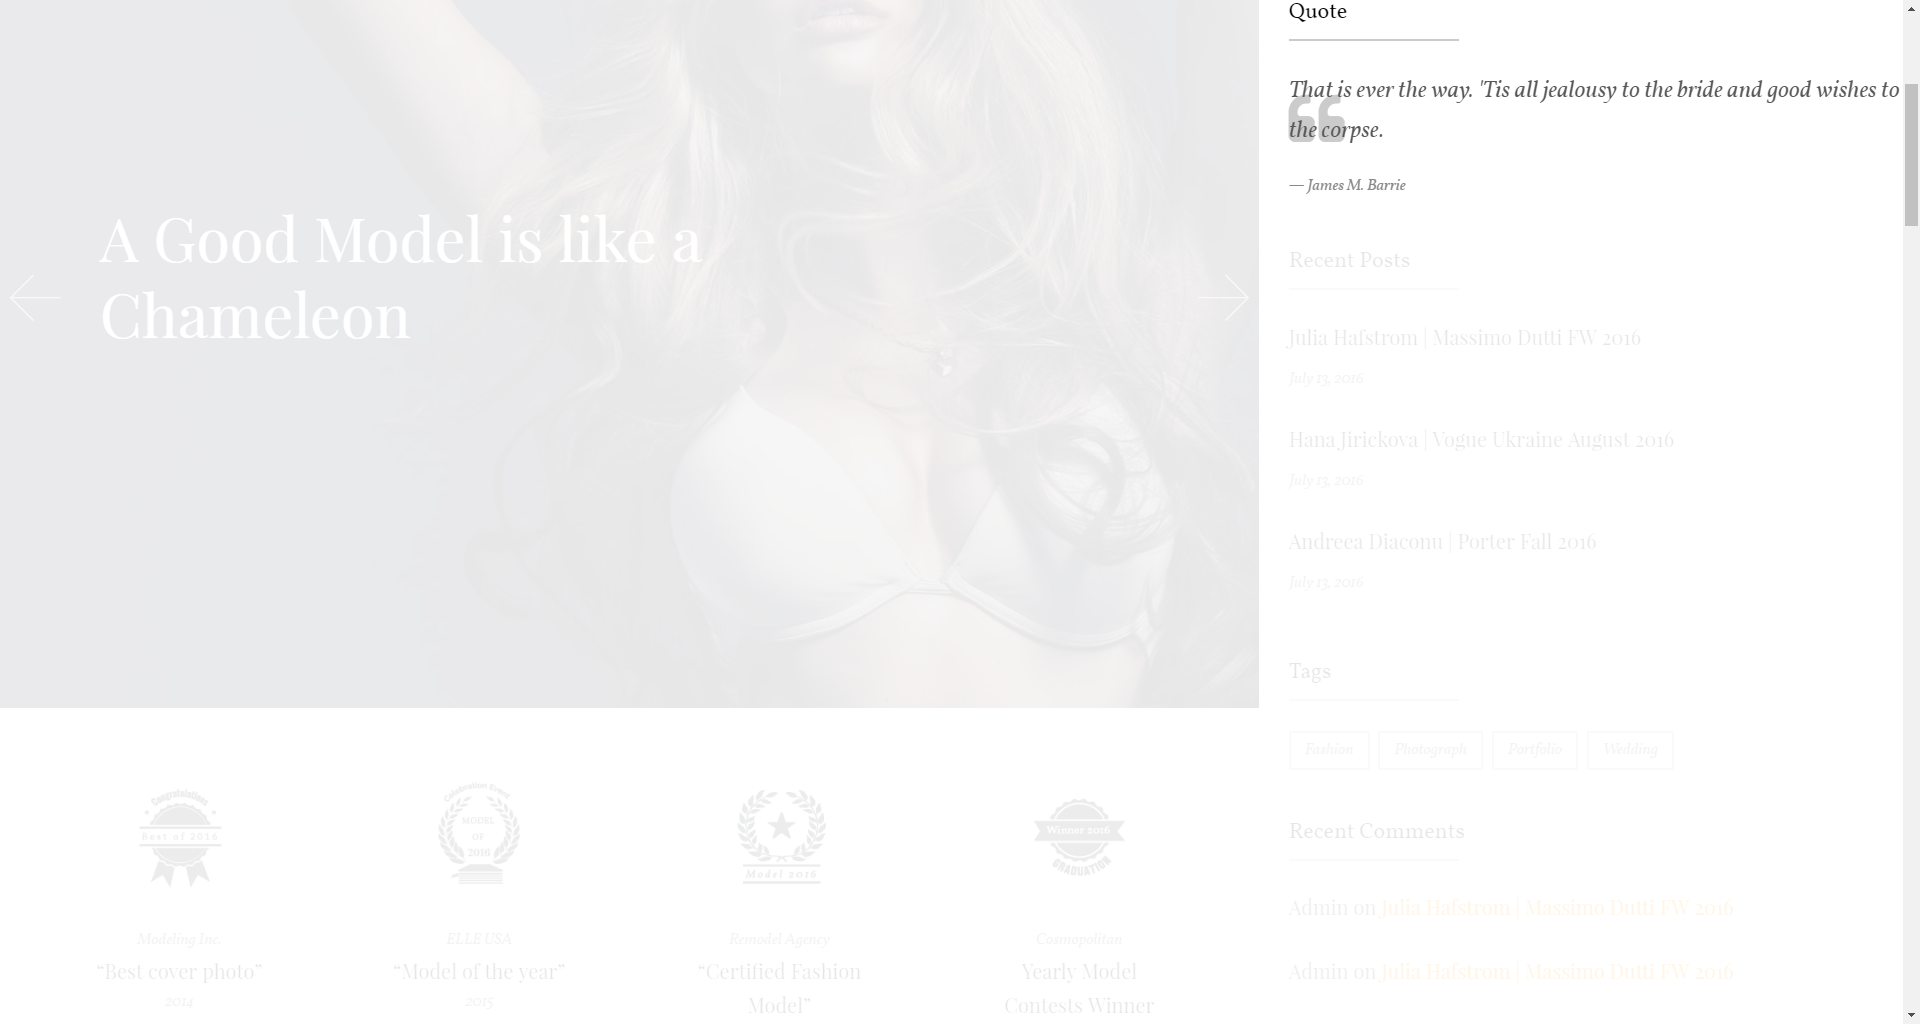 A Good Model is like a
Chameleon
Congratulations
Best of 2016
Celebration Event
MODEL
OF
2016
Model 2016
Winner 2016
GRADUATION
Modeling Inc.
“Best cover photo”
2014
ELLE USA
“Model of the year”
2015
Remodel Agency
“Certified Fashion
Model”
Cosmopolitan
Yearly Model
Contests Winner
Quote
That is ever the way. 'Tis all jealousy to the bride and good wishes to
the corpse.
— James M. Barrie
Recent Posts
Julia Hafstrom | Massimo Dutti FW 2016
July 13, 2016
Hana Jirickova | Vogue Ukraine August 2016
July 13, 2016
Andreea Diaconu | Porter Fall 2016
July 13, 2016
Tags
Fashion
Photograph
Portfolio
Wedding
Recent Comments
Admin on Julia Hafstrom | Massimo Dutti FW 2016
Admin on Julia Hafstrom | Massimo Dutti FW 2016